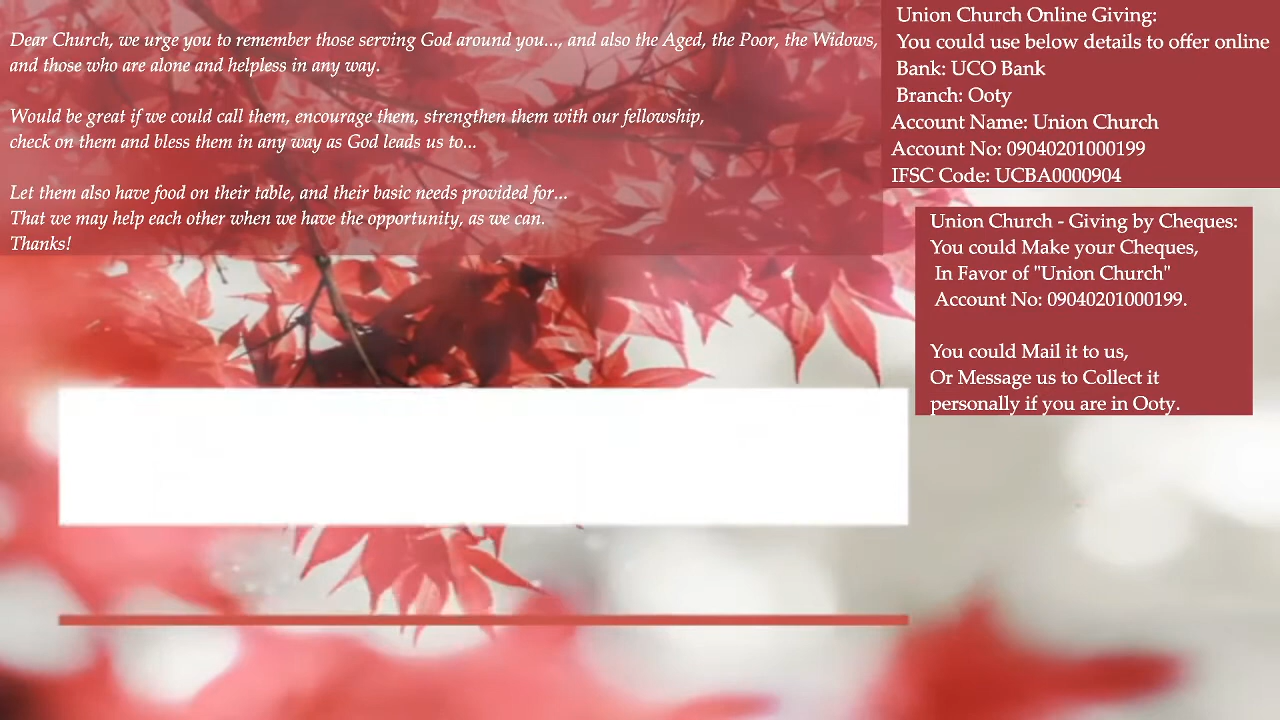 Dear Church, we urge you to remember those serving God around you..., and also the Aged, the Poor, the Widows,
and those who are alone and helpless in any way.
Would be great if we could call them, encourage them, strengthen them with our fellowship,
check on them and bless them in any way as God leads us to...
Let them also have food on their table, and their basic needs provided for...
That we may help each other when we have the opportunity, as we can.
Thanks!
Union Church Online Giving:
You could use below details to offer online
Bank: UCO Bank
Branch: Ooty
Account Name: Union Church
Account No: 09040201000199
IFSC Code: UCBA0000904
Union Church - Giving by Cheques:
You could Make your Cheques,
In Favor of "Union Church"
Account No: 09040201000199.
You could Mail it to us,
Or Message us to Collect it
personally if you are in Ooty.